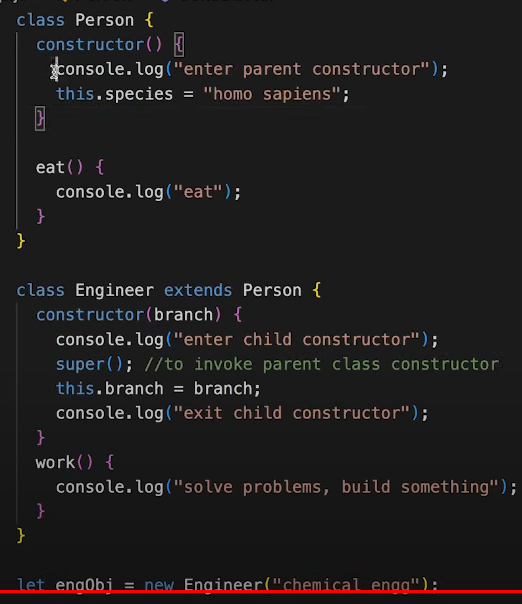 class Person {
constructor() {
console.log("enter parent constructor");
this.species = "homo sapiens";
}
eat() {
console.log("eat");
}
}
class Engineer extends Person {
constructor(branch) {
console.log("enter child constructor");
super(); //to invoke parent class constructor
this.branch = branch;
console.log("exit child constructor");
}
work() {
console.log("solve problems, build something");
}
}
let engObj = new Engineer("chemical engg");